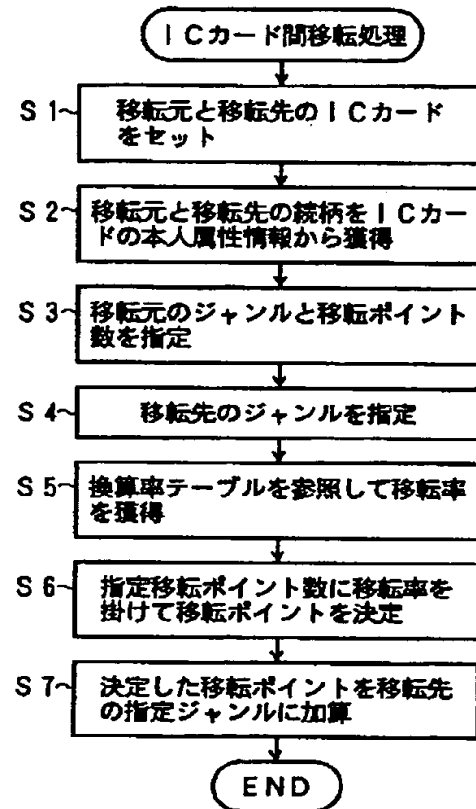 ICカード間移転処理
S1 移転元と移転先のICカード
をセット
S2 移転元と移転先の続柄をICカー
ドの本人属性情報から獲得
S3 移転元のジャンルと移転ポイント
数を指定
S4 移転先のジャンルを指定
S5 換算率テーブルを参照して移転率
を獲得
S6 指定移転ポイント数に移転率を
掛けて移転ポイントを決定
S7 決定した移転ポイントを移転先
の指定ジャンルに加算
END